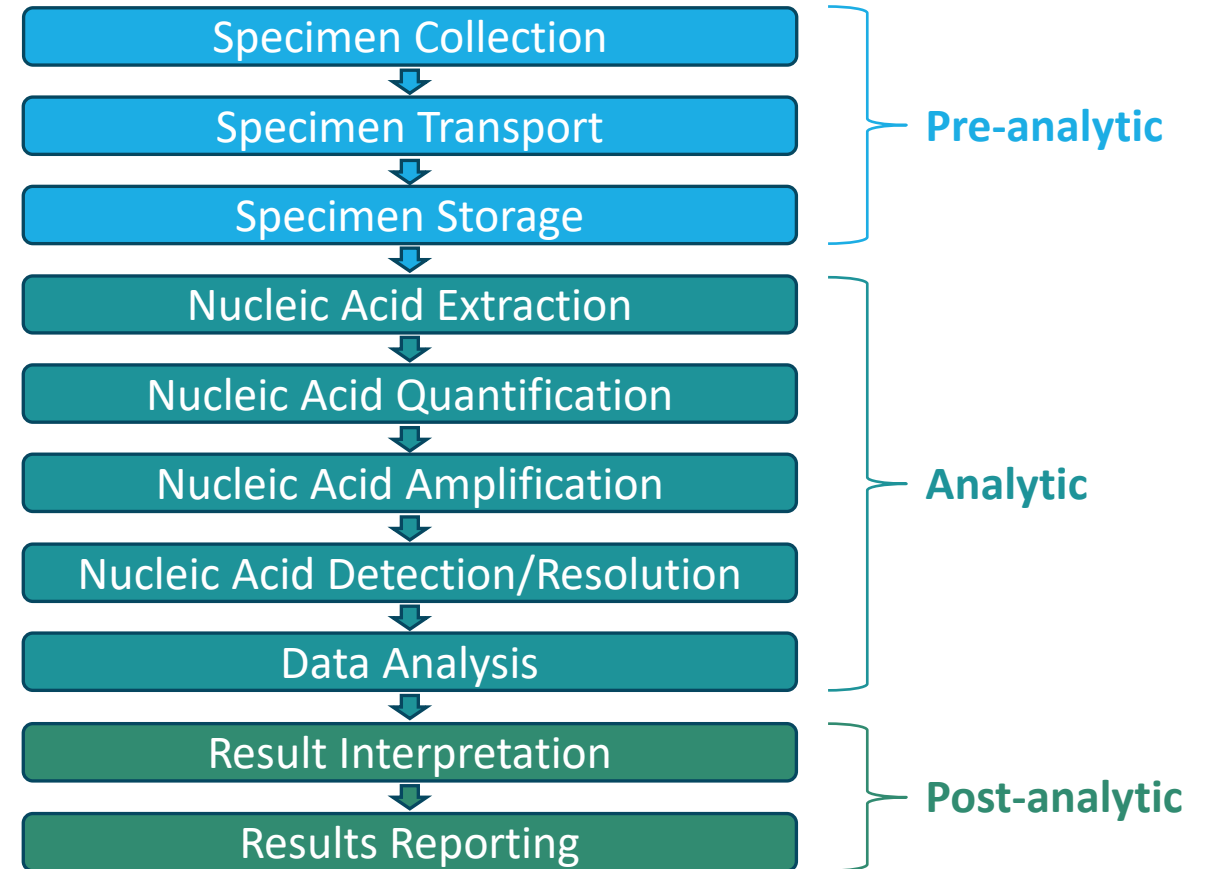 Specimen Collection
Specimen Transport
Pre-analytic
Specimen Storage
Nucleic Acid Extraction
Nucleic Acid Quantification
Nucleic Acid Amplification
Analytic
Nucleic Acid Detection/Resolution
Data Analysis
Result Interpretation
Post-analytic
Results Reporting